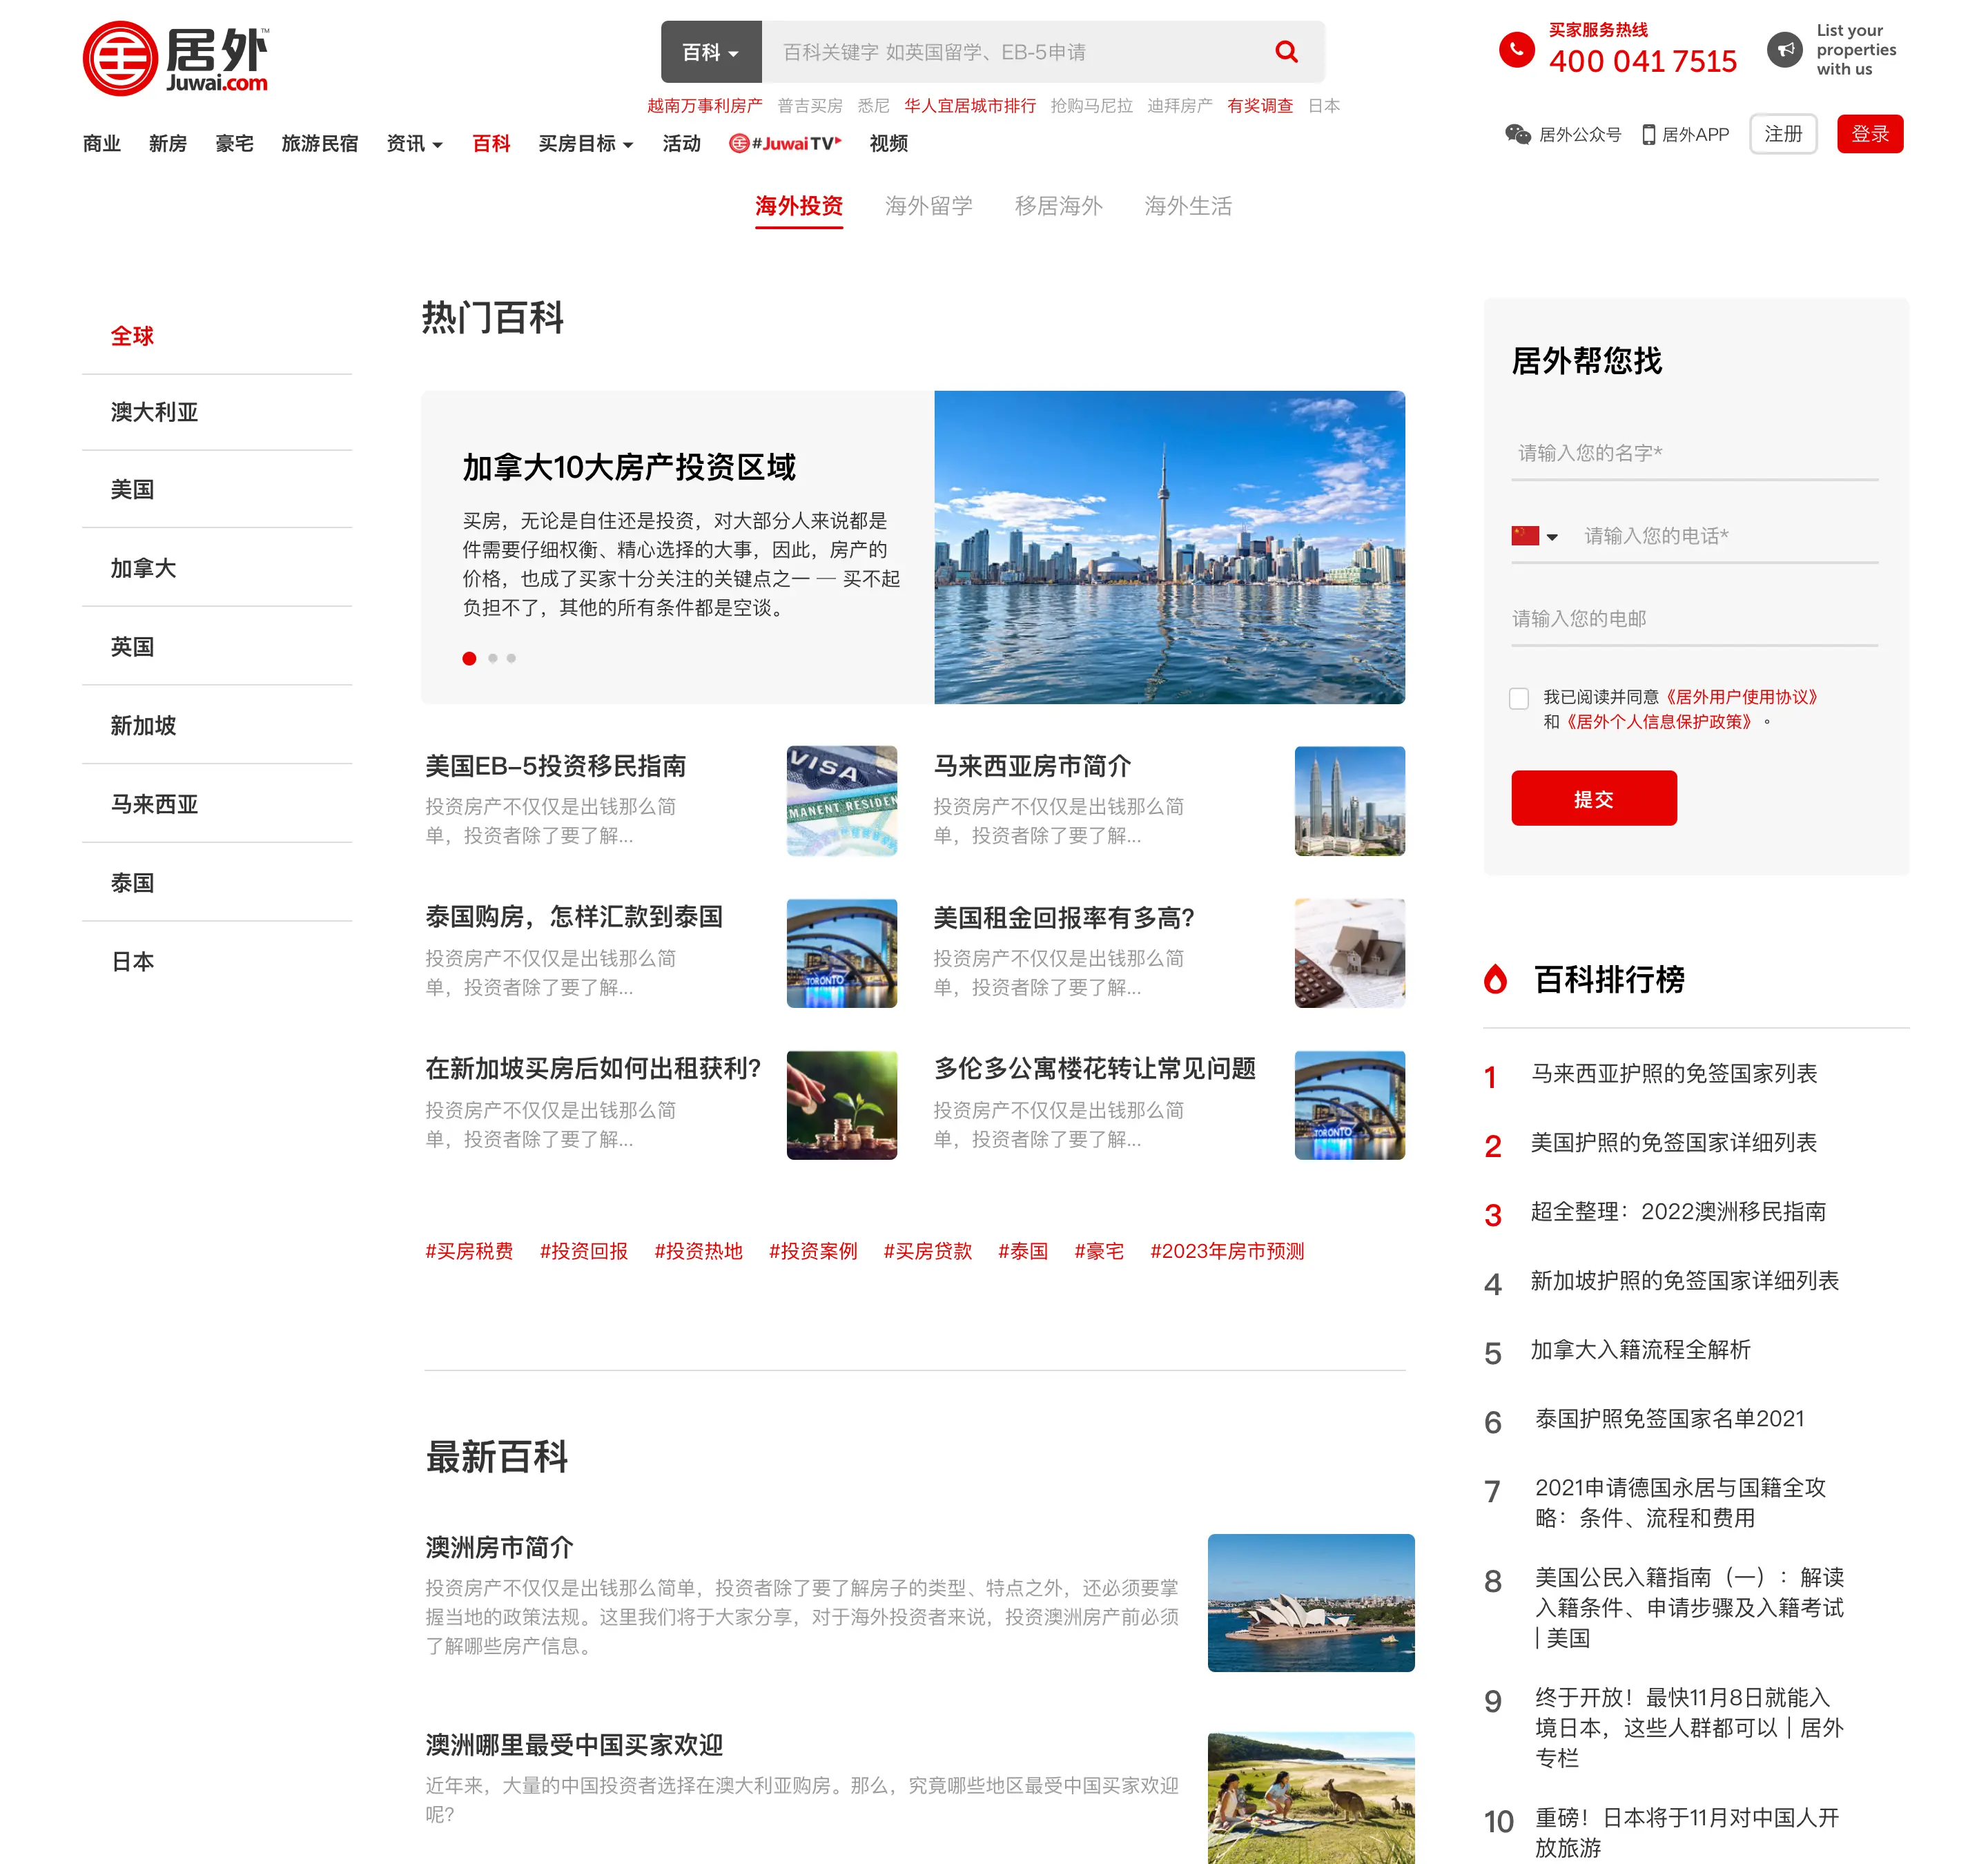 居外™
Juwai.com
百科
百科关键字 如英国留学、EB-5申请
买家服务热线
400 041 7515
List your
properties
with us
越南万事利房产 普吉买房 悉尼 华人宜居城市排行 抢购马尼拉 迪拜房产 有奖调查 日本
商业 新房 豪宅 旅游民宿 资讯 百科 买房目标 活动 #JuwaiTV 视频
居外公众号 居外APP 注册 登录
海外投资 海外留学 移居海外 海外生活
全球
澳大利亚
美国
加拿大
英国
新加坡
马来西亚
泰国
日本
热门百科
加拿大10大房产投资区域
买房，无论是自住还是投资，对大部分人来说都是
件需要仔细权衡、精心选择的大事，因此，房产的
价格，也成了买家十分关注的关键点之一 — 买不起
负担不了，其他的所有条件都是空谈。
美国EB-5投资移民指南
投资房产不仅仅是出钱那么简
单，投资者除了要了解...
VISA
MANENT RESIDEN
马来西亚房市简介
投资房产不仅仅是出钱那么简
单，投资者除了要了解...
泰国购房，怎样汇款到泰国
投资房产不仅仅是出钱那么简
单，投资者除了要了解...
TORONTO
美国租金回报率有多高?
投资房产不仅仅是出钱那么简
单，投资者除了要了解...
在新加坡买房后如何出租获利?
投资房产不仅仅是出钱那么简
单，投资者除了要了解...
多伦多公寓楼花转让常见问题
投资房产不仅仅是出钱那么简
单，投资者除了要了解...
TORONTO
#买房税费 #投资回报 #投资热地 #投资案例 #买房贷款 #泰国 #豪宅 #2023年房市预测
最新百科
澳洲房市简介
投资房产不仅仅是出钱那么简单，投资者除了要了解房子的类型、特点之外，还必须要掌
握当地的政策法规。这里我们将于大家分享，对于海外投资者来说，投资澳洲房产前必须
了解哪些房产信息。
澳洲哪里最受中国买家欢迎
近年来，大量的中国投资者选择在澳大利亚购房。那么，究竟哪些地区最受中国买家欢迎
呢?
居外帮您找
请输入您的名字*
请输入您的电话*
请输入您的电邮
我已阅读并同意《居外用户使用协议》
和《居外个人信息保护政策》 。
提交
百科排行榜
1 马来西亚护照的免签国家列表
2 美国护照的免签国家详细列表
3 超全整理：2022澳洲移民指南
4 新加坡护照的免签国家详细列表
5 加拿大入籍流程全解析
6 泰国护照免签国家名单2021
7 2021申请德国永居与国籍全攻
略：条件、流程和费用
8 美国公民入籍指南（一）：解读
入籍条件、申请步骤及入籍考试
| 美国
9 终于开放！最快11月8日就能入
境日本，这些人群都可以 | 居外
专栏
10 重磅！日本将于11月对中国人开
放旅游